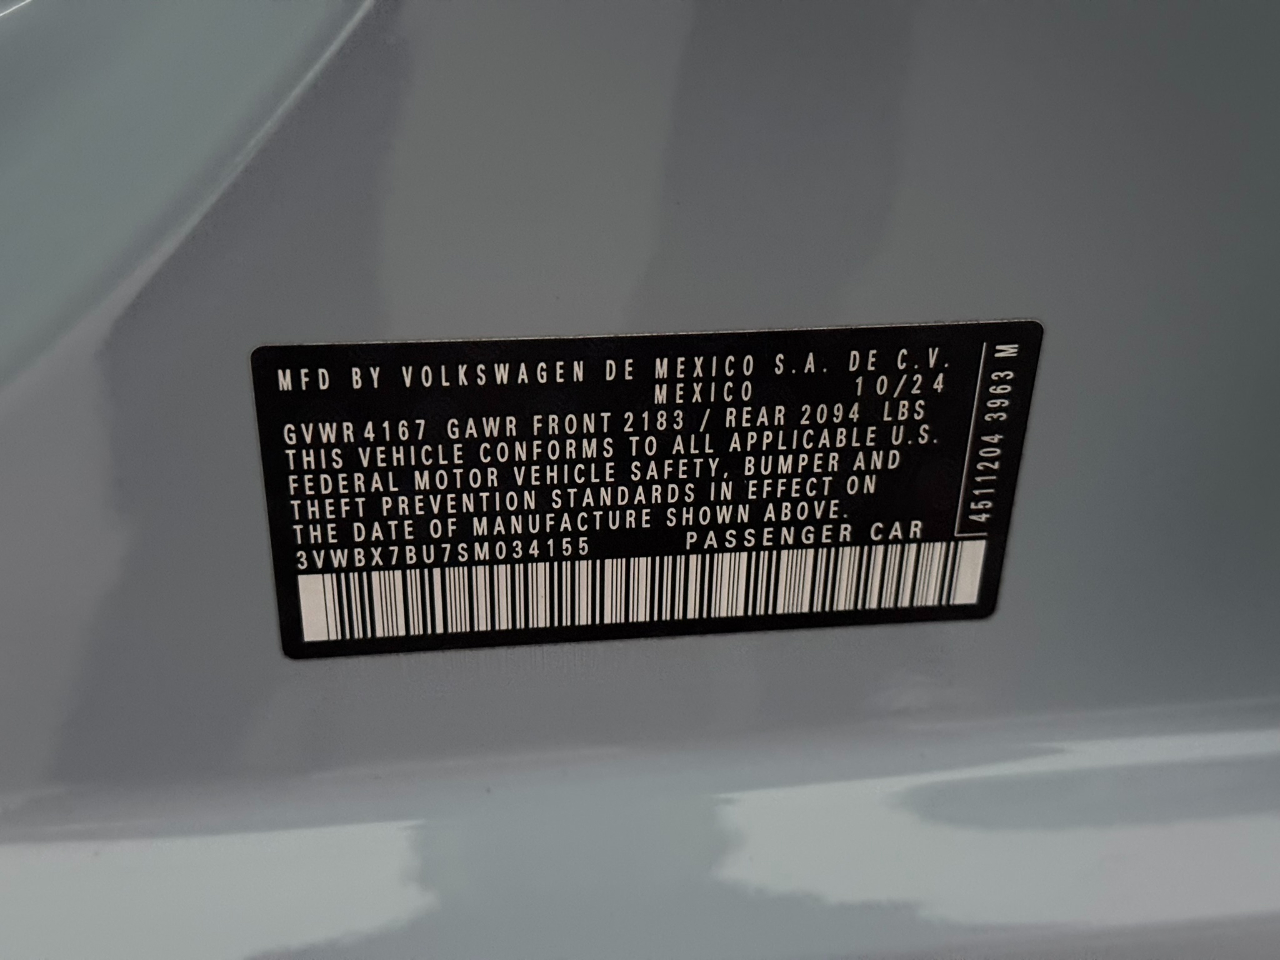 MFD BY VOLKSWAGEN DE MEXICO S.A. DE C.V.
MEXICO 10/24
GVWR 4167 GAWR FRONT 2183 / REAR 2094 LBS
THIS VEHICLE CONFORMS TO ALL APPLICABLE U.S.
FEDERAL MOTOR VEHICLE SAFETY, BUMPER AND
THEFT PREVENTION STANDARDS IN EFFECT ON
THE DATE OF MANUFACTURE SHOWN ABOVE.
3VWBX7BU7SM034155 PASSENGER CAR
4511204 3963 M